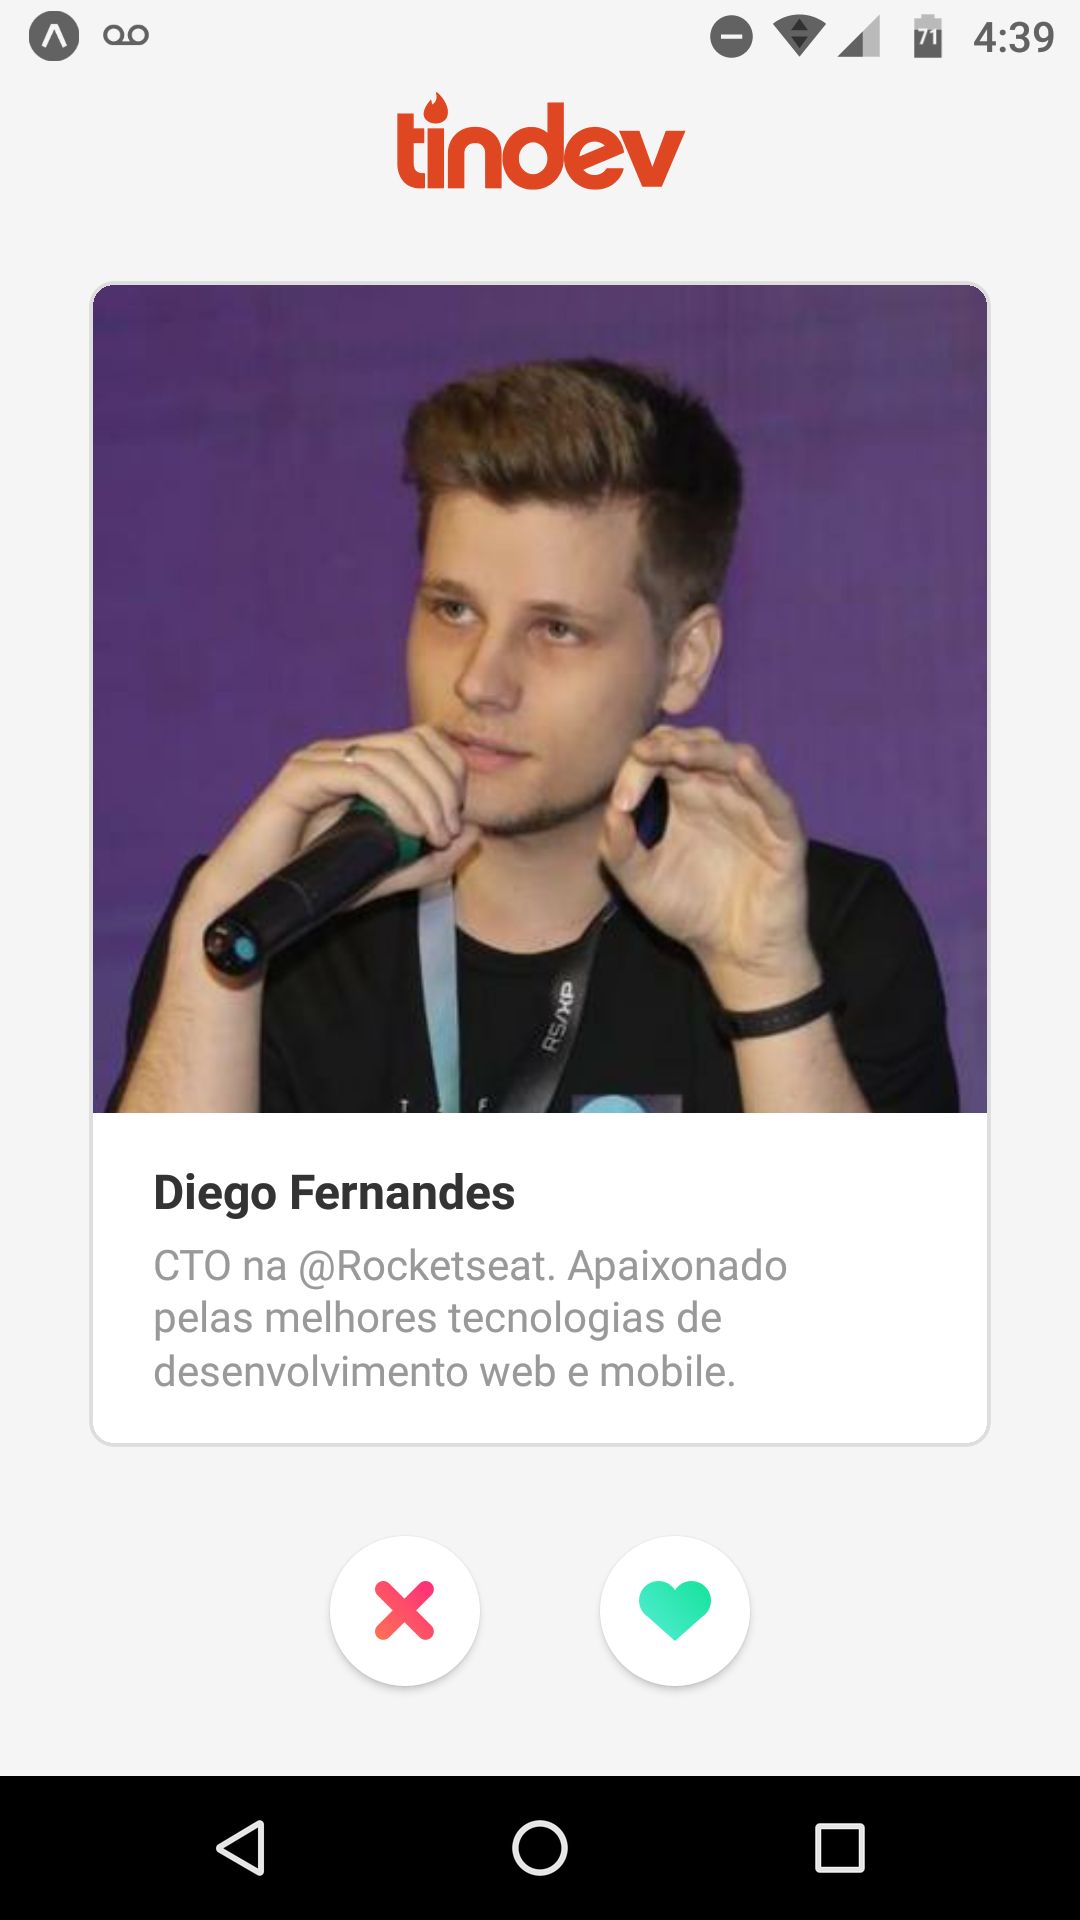 71 4:39
tindev
RS/XP
Diego Fernandes
CTO na @Rocketseat. Apaixonado
pelas melhores tecnologias de
desenvolvimento web e mobile.